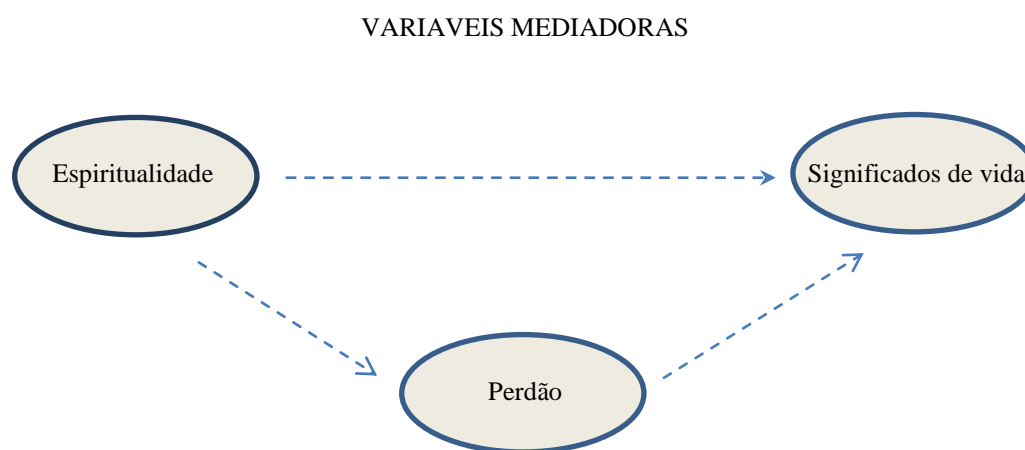 VARIAVEIS MEDIADORAS
Espiritualidade
Significados de vida
Perdão